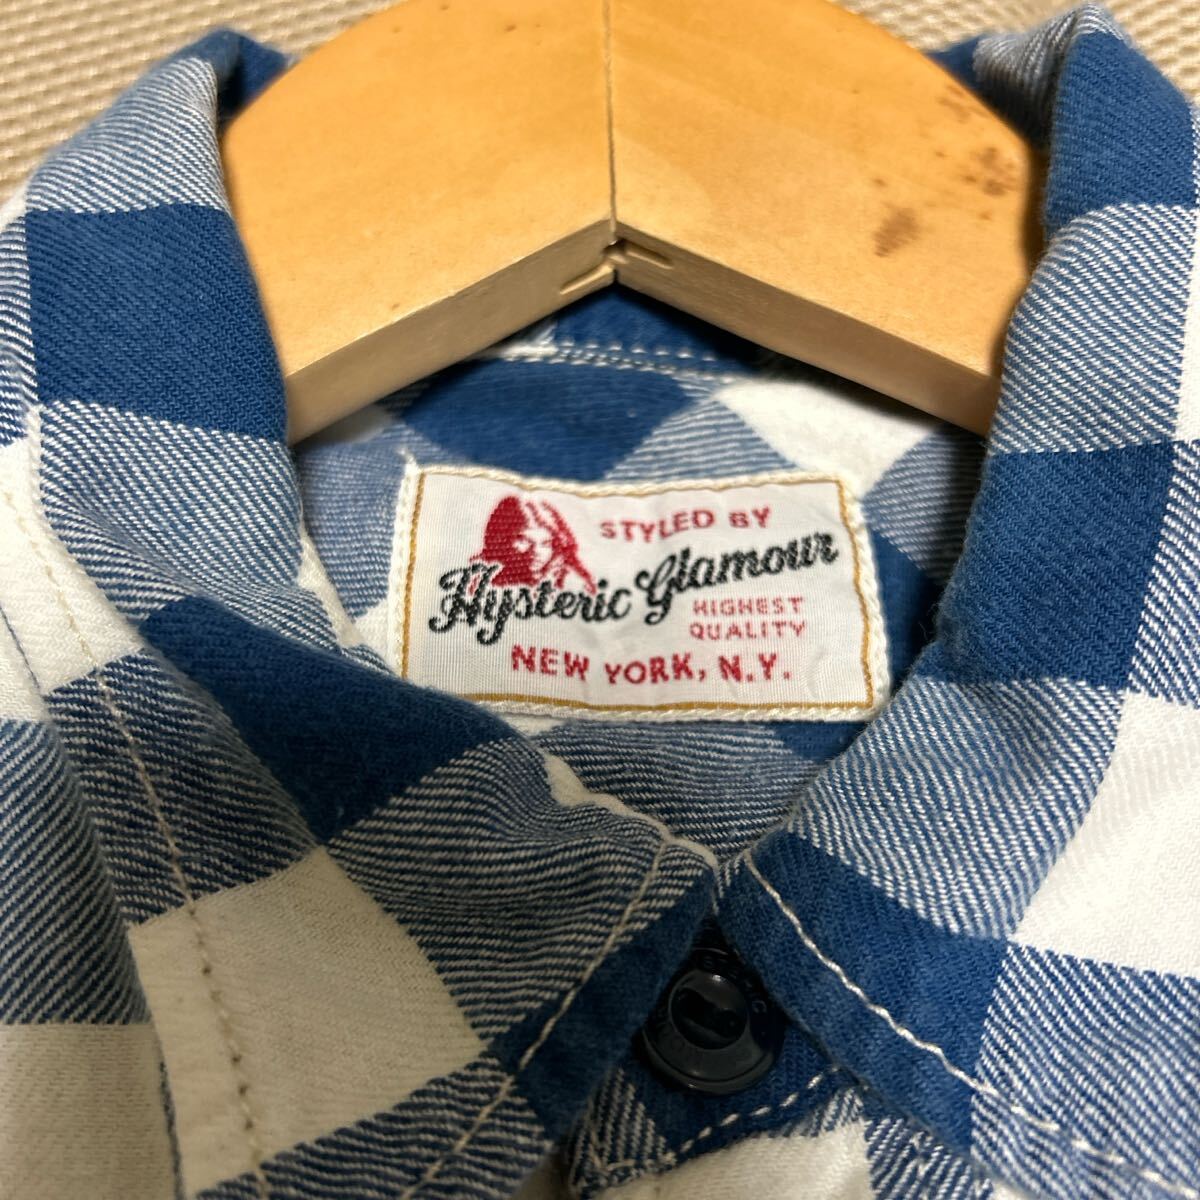 STYLED BY
Hysteric Glamour
HIGHEST
QUALITY
NEW YORK, N.Y.